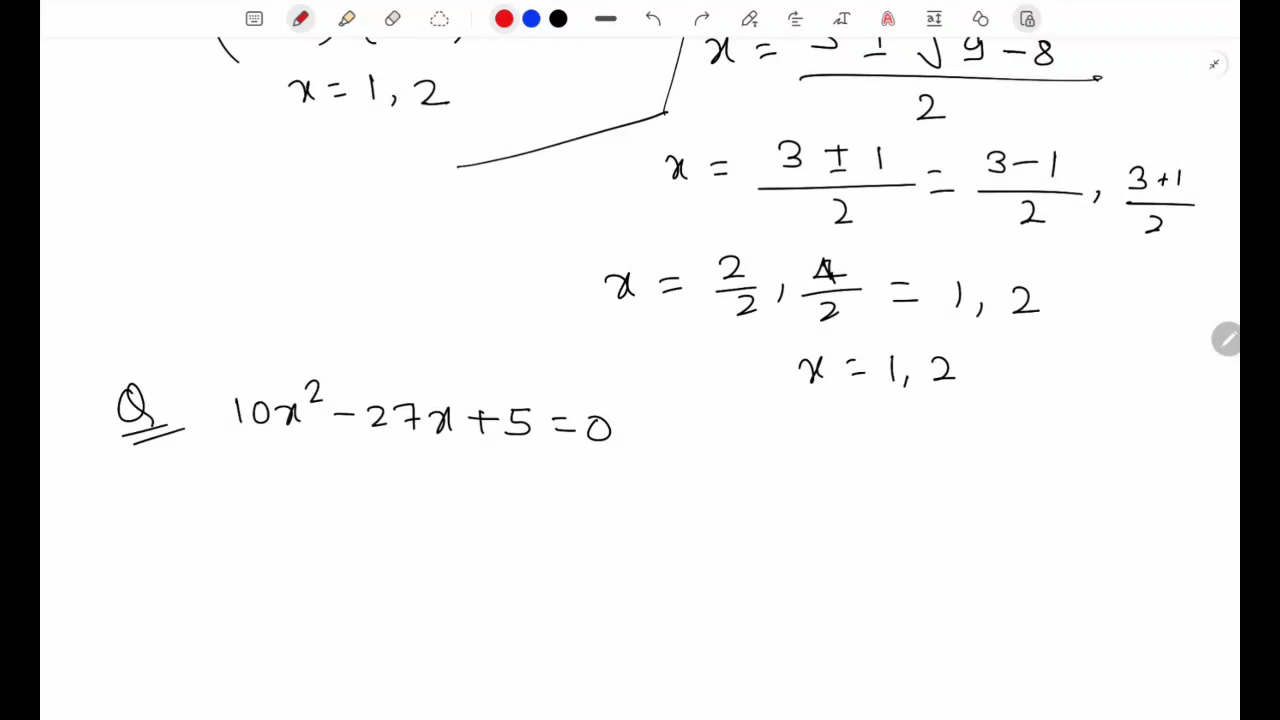 x = 1, 2
x = 3 ± √9 - 8 / 2
x = 3 ± 1 / 2 = 3 - 1 / 2 , 3 + 1 / 2
x = 2/2 , 4/2 = 1, 2
x = 1, 2
Q 10x² - 27x + 5 = 0